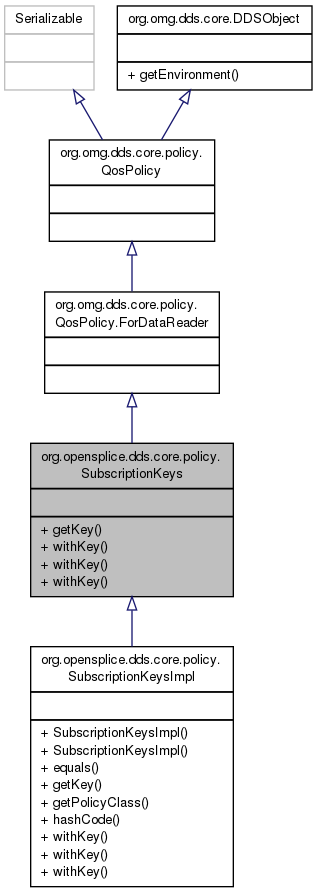 Serializable
org.omg.dds.core.DDSObject
+ getEnvironment()
org.omg.dds.core.policy.
QosPolicy
org.omg.dds.core.policy.
QosPolicy.ForDataReader
org.opensplice.dds.core.policy.
SubscriptionKeys
+ getKey()
+ withKey()
+ withKey()
+ withKey()
org.opensplice.dds.core.policy.
SubscriptionKeysImpl
+ SubscriptionKeysImpl()
+ SubscriptionKeysImpl()
+ equals()
+ getKey()
+ getPolicyClass()
+ hashCode()
+ withKey()
+ withKey()
+ withKey()